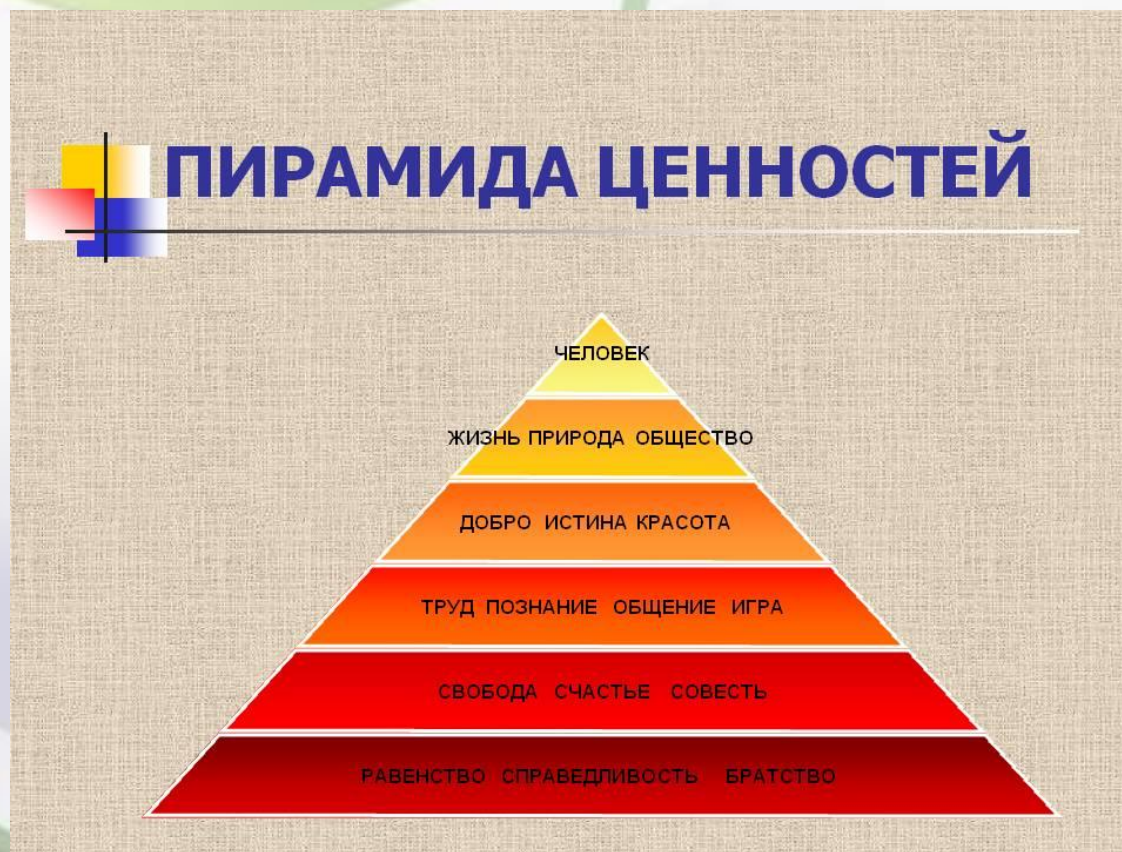 ПИРАМИДА ЦЕННОСТЕЙ
ЧЕЛОВЕК
ЖИЗНЬ ПРИРОДА ОБЩЕСТВО
ДОБРО ИСТИНА КРАСОТА
ТРУД ПОЗНАНИЕ ОБЩЕНИЕ ИГРА
СВОБОДА СЧАСТЬЕ СОВЕСТЬ
РАВЕНСТВО СПРАВЕДЛИВОСТЬ БРАТСТВО